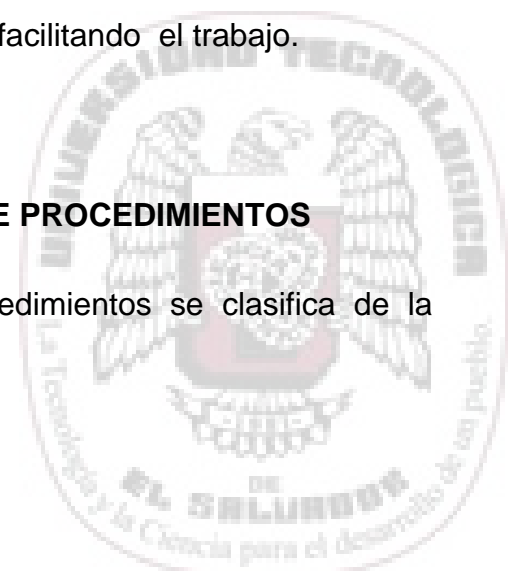 facilitando el trabajo.
UNIVERSIDAD TECNOLOGICA
E PROCEDIMIENTOS
edimientos se clasifica de la
La Tecnología y la Ciencia para el desarrollo de un pueblo.
DE
EL SALVADOR